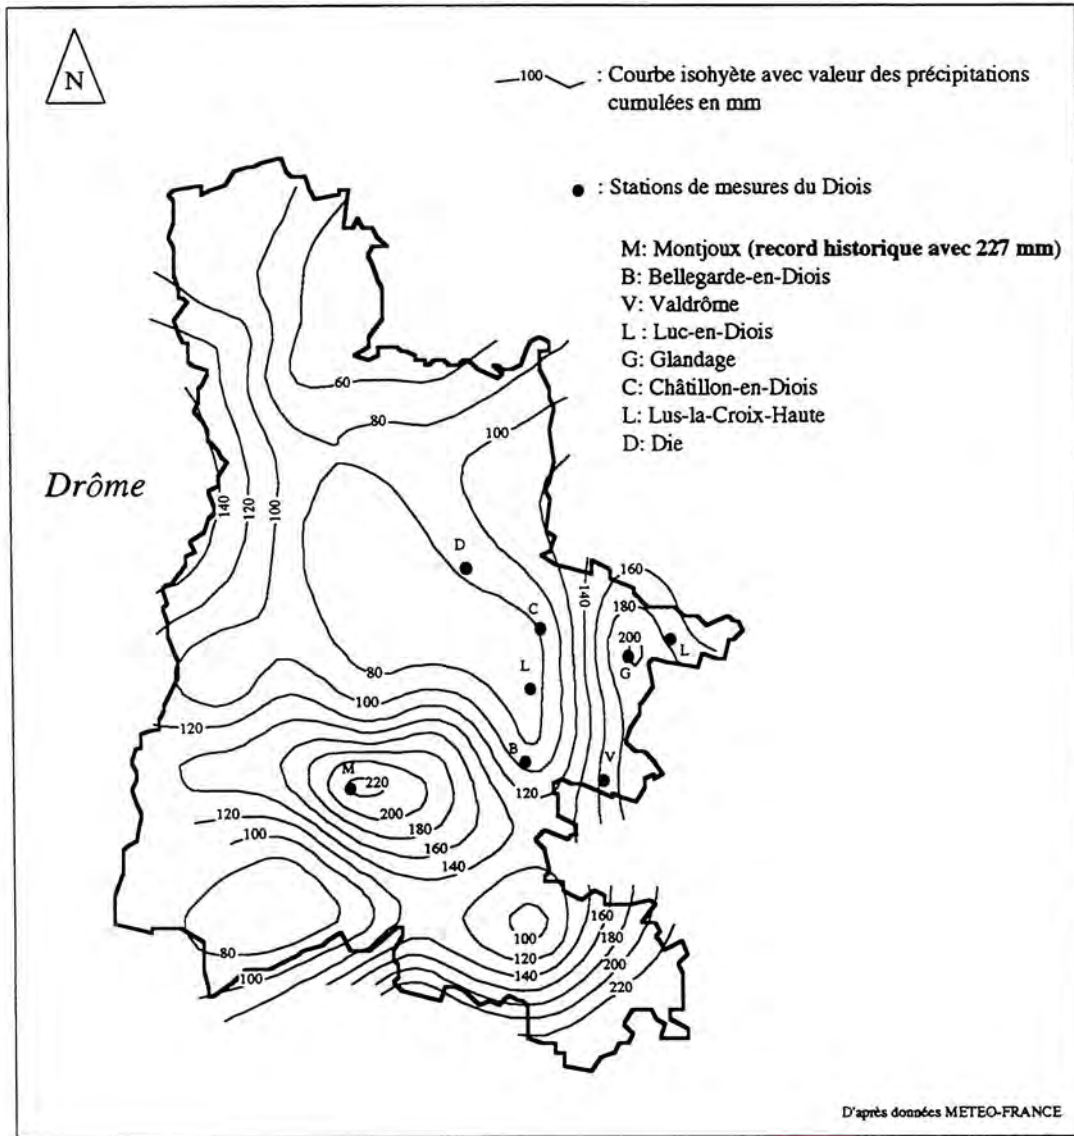 N
—100— : Courbe isohyète avec valeur des précipitations
cumulées en mm
: Stations de mesures du Diois
M: Montjoux (record historique avec 227 mm)
B: Bellegarde-en-Diois
V: Valdrôme
L : Luc-en-Diois
G: Glandage
C: Châtillon-en-Diois
L: Lus-la-Croix-Haute
D: Die
60
80
100
Drôme
140
120
100
D
160
140
180
C
200
L
G
80
L
100
120
B
V
M
220
120
200
120
180
100
160
140
160
100
180
80
120
200
100
140
220
D'après données METEO-FRANCE